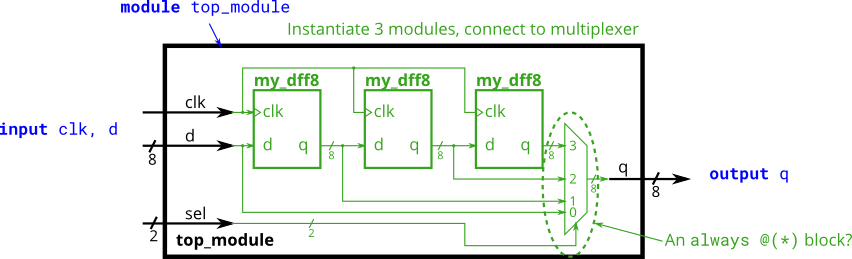 module top_module
Instantiate 3 modules, connect to multiplexer
my_dff8 my_dff8 my_dff8
clk
clk clk clk
input clk, d
d
8
d q
8
d q
8
d q
8
3
2
1
0
8
q
8
output q
sel
2
2
top_module
An always @(*) block?